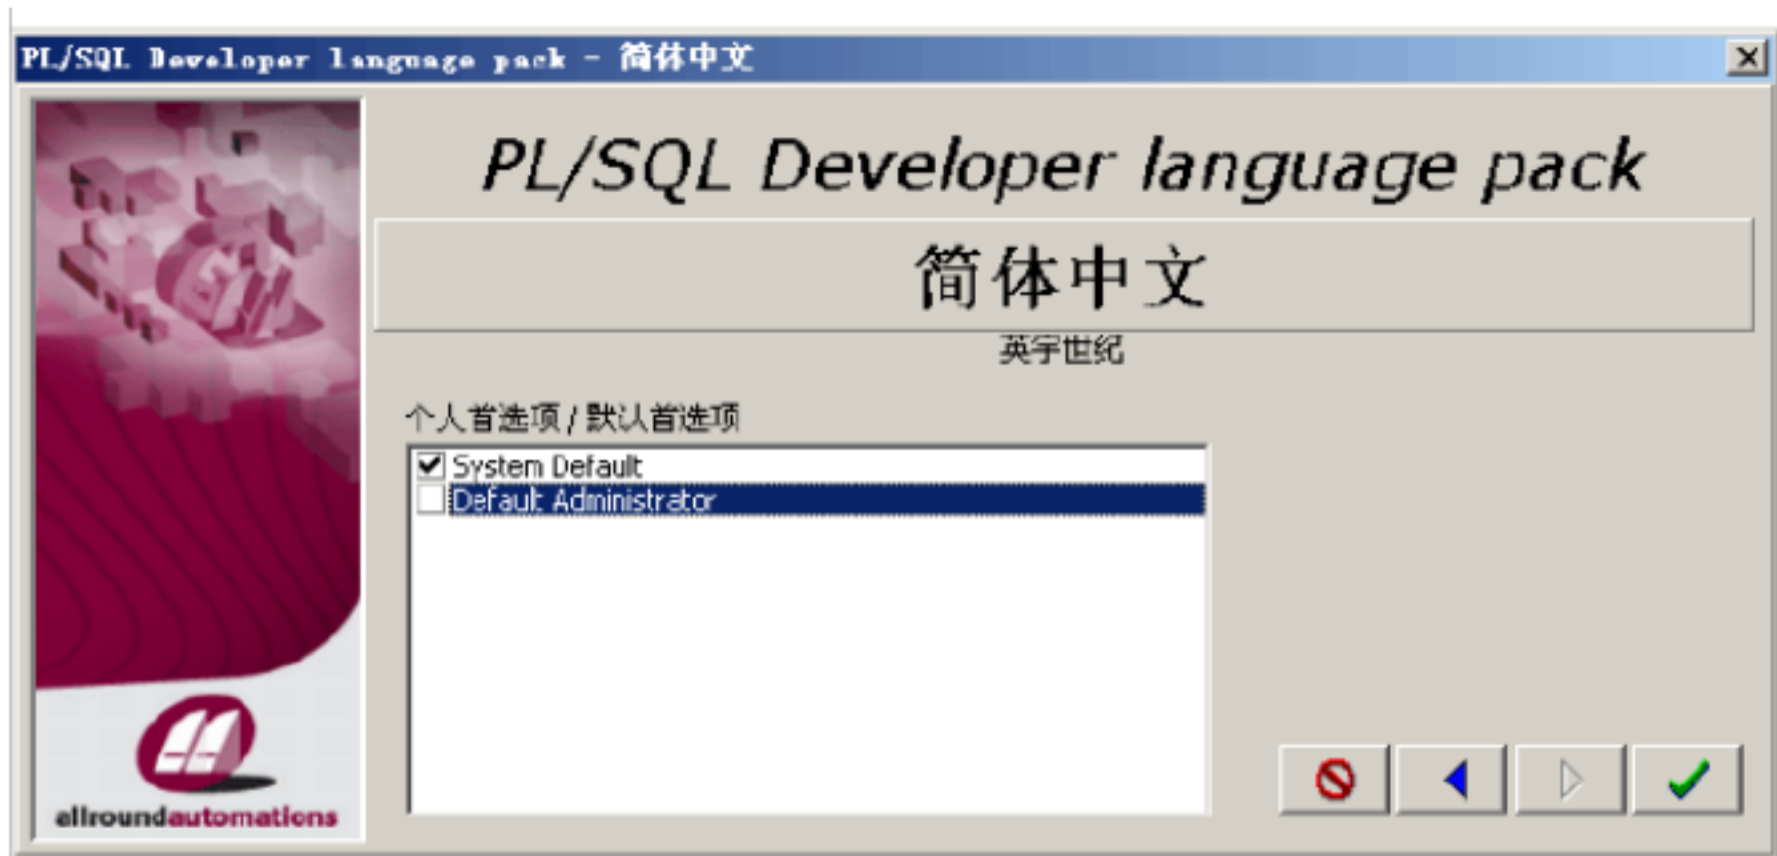 PL/SQL Developer language pack - 简体中文
PL/SQL Developer language pack
简体中文
英宇世纪
个人首选项 / 默认首选项
System Default
Default Administrator
allroundautomations